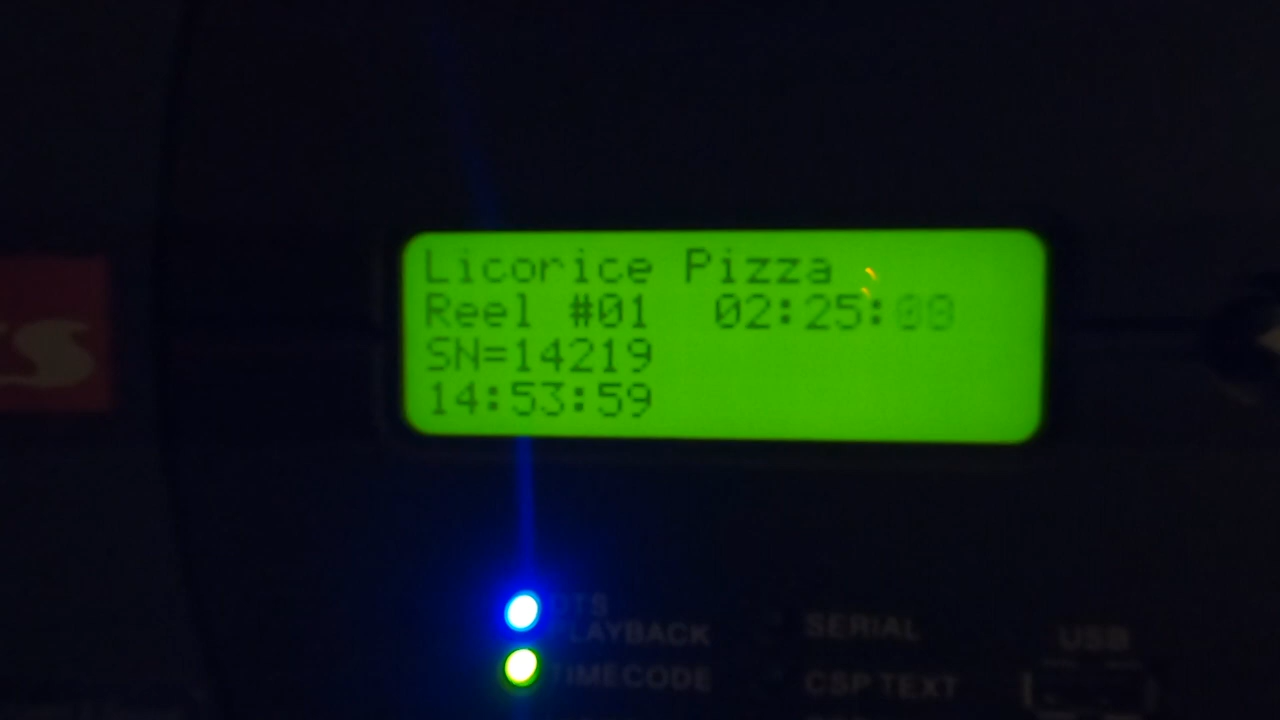 Licorice Pizza
Reel #01 02:25:09
SN=14219
14:53:59
DTS
PLAYBACK
TIMECODE
SERIAL
CSP TEXT
USB